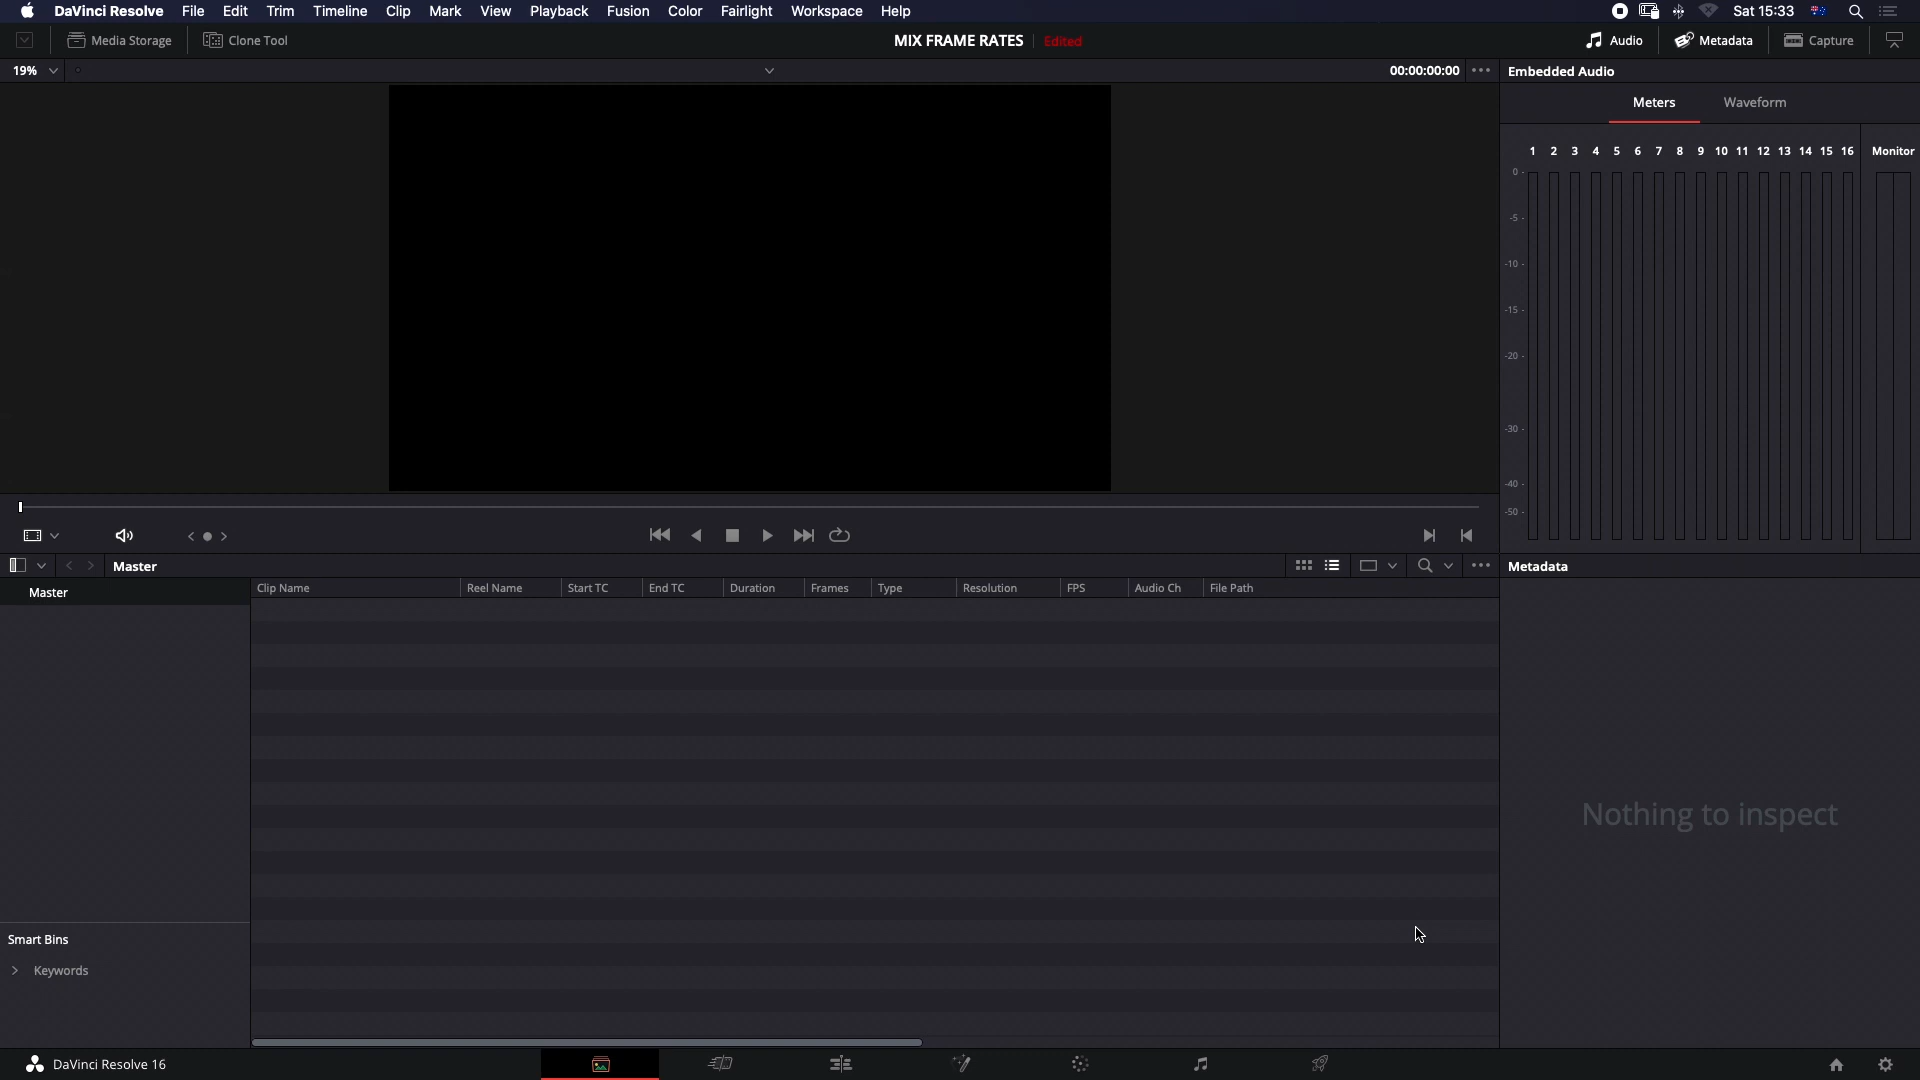 DaVinci Resolve File Edit Trim Timeline Clip Mark View Playback Fusion Color Fairlight Workspace Help Sat 15:33
Media Storage Clone Tool MIX FRAME RATES Edited Audio Metadata Capture
19% 00:00:00:00 Embedded Audio
Meters Waveform
1 2 3 4 5 6 7 8 9 10 11 12 13 14 15 16 Monitor
0 -
-5 -
-10 -
-15 -
-20 -
-30 -
-40 -
-50 -
Master Metadata
Master Clip Name Reel Name Start TC End TC Duration Frames Type Resolution FPS Audio Ch File Path
Nothing to inspect
Smart Bins
Keywords
DaVinci Resolve 16